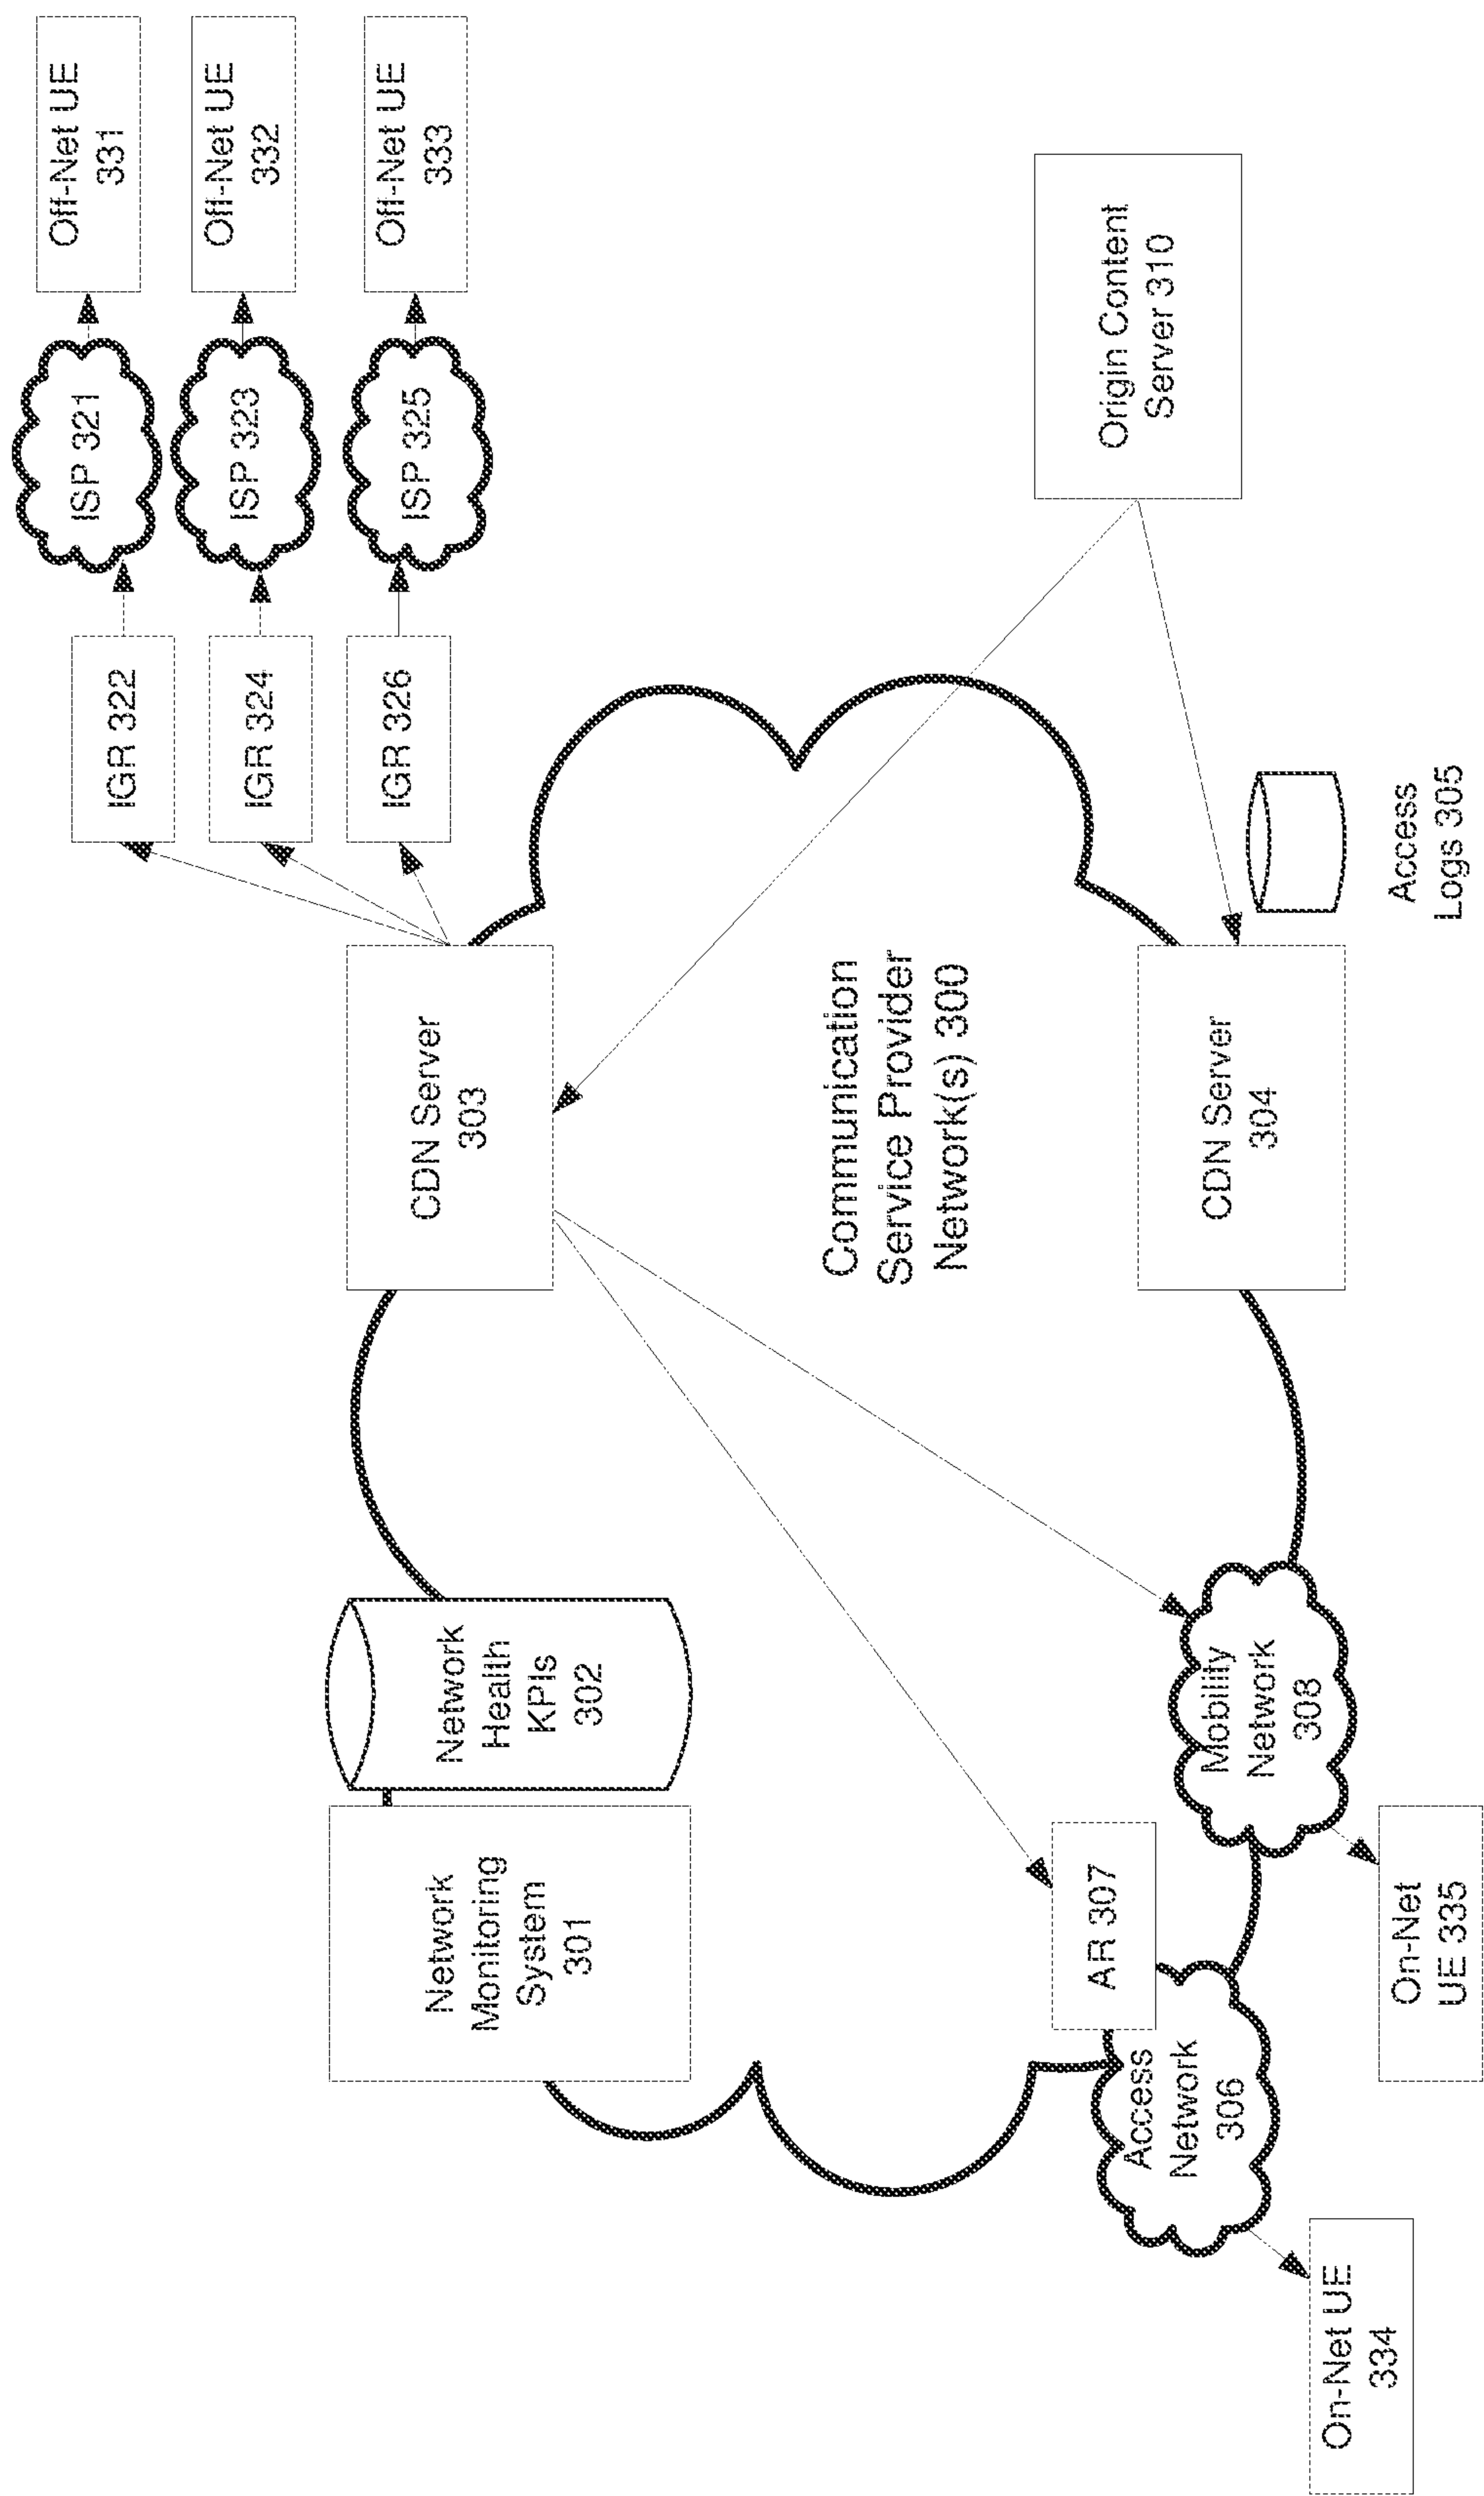 Off-Net UE
331
Off-Net UE
332
Off-Net UE
333
ISP 321
ISP 323
ISP 325
IGR 322
IGR 324
IGR 326
Origin Content
Server 310
CDN Server
303
Communication
Service Provider
Network(s) 300
CDN Server
304
Access
Logs 305
Network
Health
KPIs
302
Network
Monitoring
System
301
Mobility
Network
308
AR 307
Access
Network
306
On-Net
UE 335
On-Net UE
334